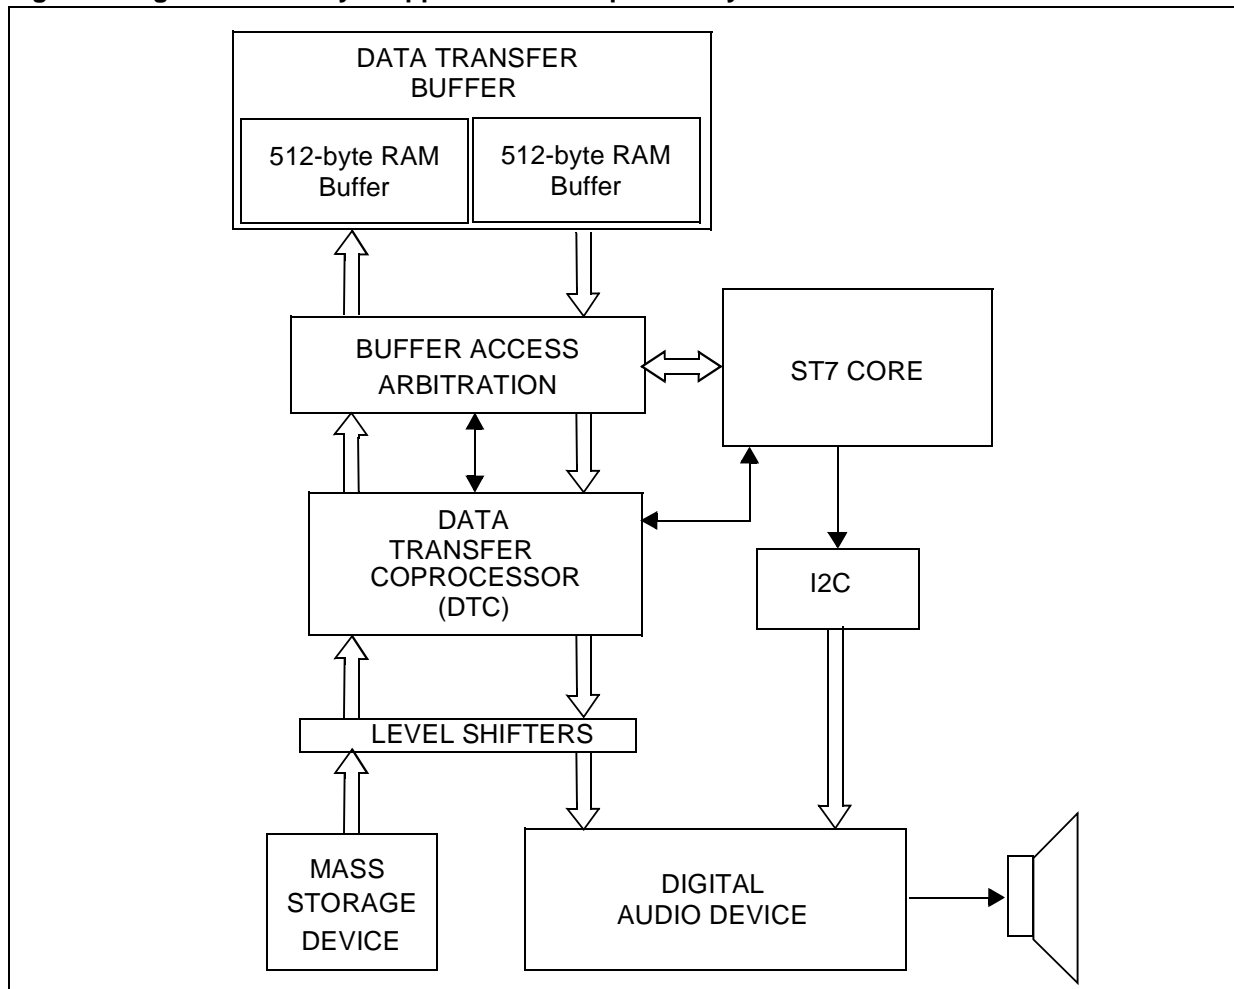 DATA TRANSFER
BUFFER
512-byte RAM
Buffer
512-byte RAM
Buffer
BUFFER ACCESS
ARBITRATION
ST7 CORE
DATA
TRANSFER
COPROCESSOR
(DTC)
I2C
LEVEL SHIFTERS
MASS
STORAGE
DEVICE
DIGITAL
AUDIO DEVICE